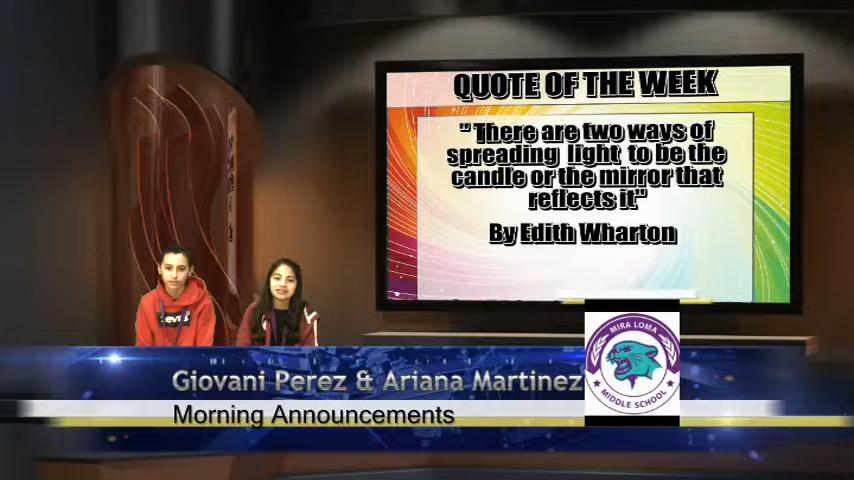 QUOTE OF THE WEEK
" There are two ways of
spreading light to be the
candle or the mirror that
reflects it"
By Edith Wharton
Levi's
Giovani Perez & Ariana Martinez
Morning Announcements
MIRA LOMA
MIDDLE SCHOOL